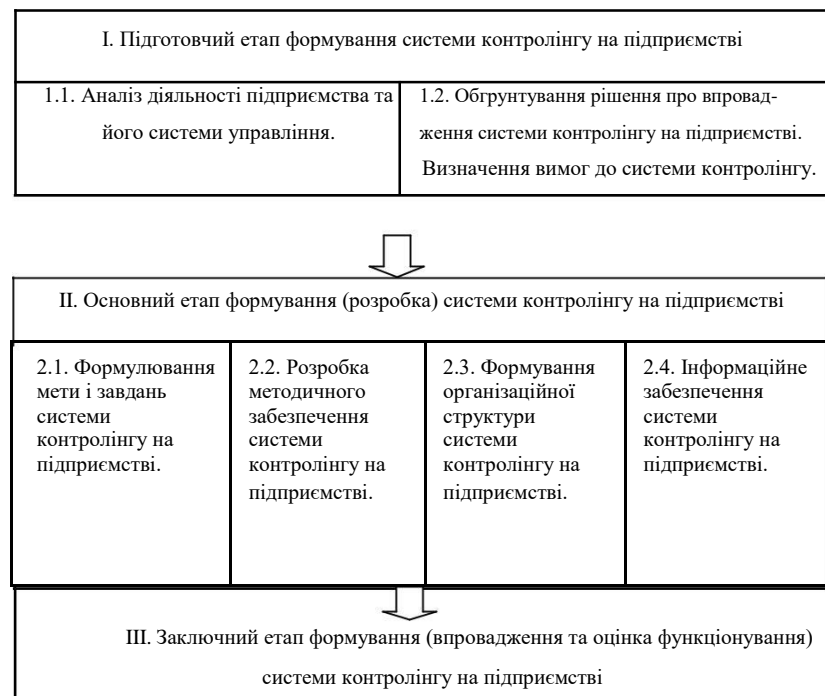 І. Підготовчий етап формування системи контролінгу на підприємстві
1.1. Аналіз діяльності підприємства та
його системи управління.
1.2. Обгрунтування рішення про впровад-
ження системи контролінгу на підприємстві.
Визначення вимог до системи контролінгу.
ІІ. Основний етап формування (розробка) системи контролінгу на підприємстві
2.1. Формулювання
мети і завдань
системи
контролінгу на
підприємстві.
2.2. Розробка
методичного
забезпечення
системи
контролінгу на
підприємстві.
2.3. Формування
організаційної
структури
системи
контролінгу на
підприємстві.
2.4. Інформаційне
забезпечення
системи
контролінгу на
підприємстві.
ІІІ. Заключний етап формування (впровадження та оцінка функціонування)
системи контролінгу на підприємстві